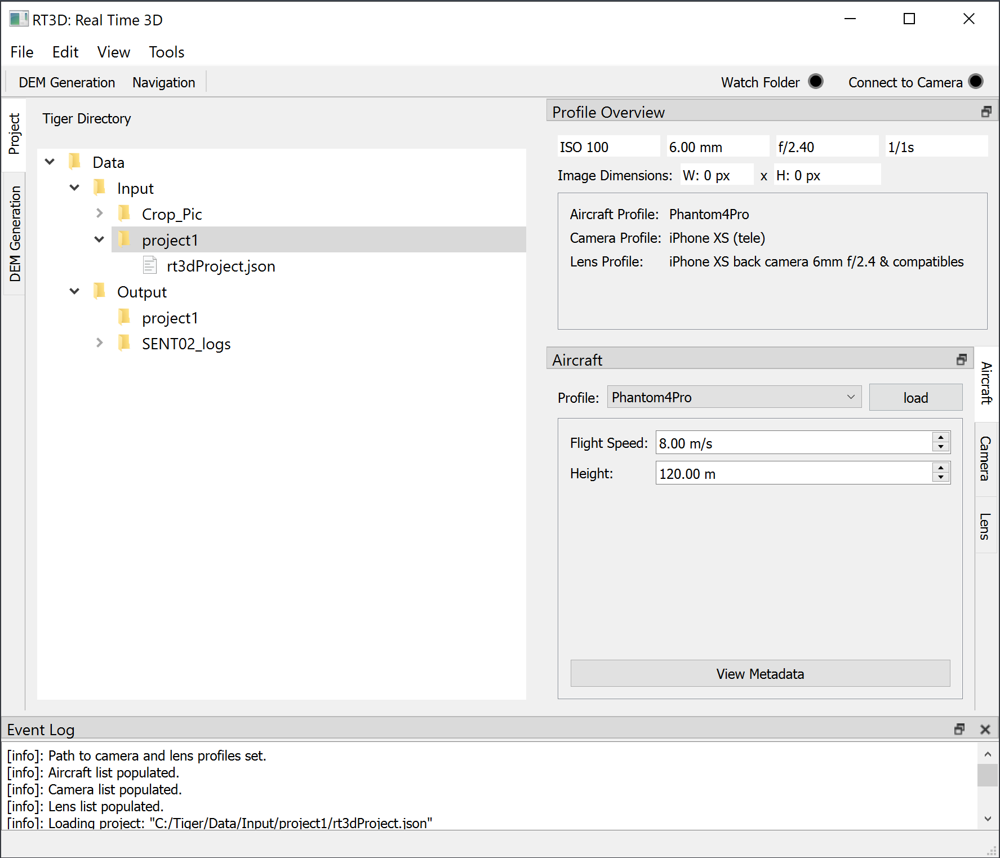 RT3D: Real Time 3D
File Edit View Tools
DEM Generation Navigation Watch Folder Connect to Camera
Project
DEM Generation
Tiger Directory
Data
Input
Crop_Pic
project1
rt3dProject.json
Output
project1
SENT02_logs
Profile Overview
ISO 100 6.00 mm f/2.40 1/1s
Image Dimensions: W: 0 px x H: 0 px
Aircraft Profile: Phantom4Pro
Camera Profile: iPhone XS (tele)
Lens Profile: iPhone XS back camera 6mm f/2.4 & compatibles
Aircraft
Profile: Phantom4Pro load
Flight Speed: 8.00 m/s
Height: 120.00 m
View Metadata
Aircraft
Camera
Lens
Event Log
[info]: Path to camera and lens profiles set.
[info]: Aircraft list populated.
[info]: Camera list populated.
[info]: Lens list populated.
[info]: Loading project: "C:/Tiger/Data/Input/project1/rt3dProject.json"